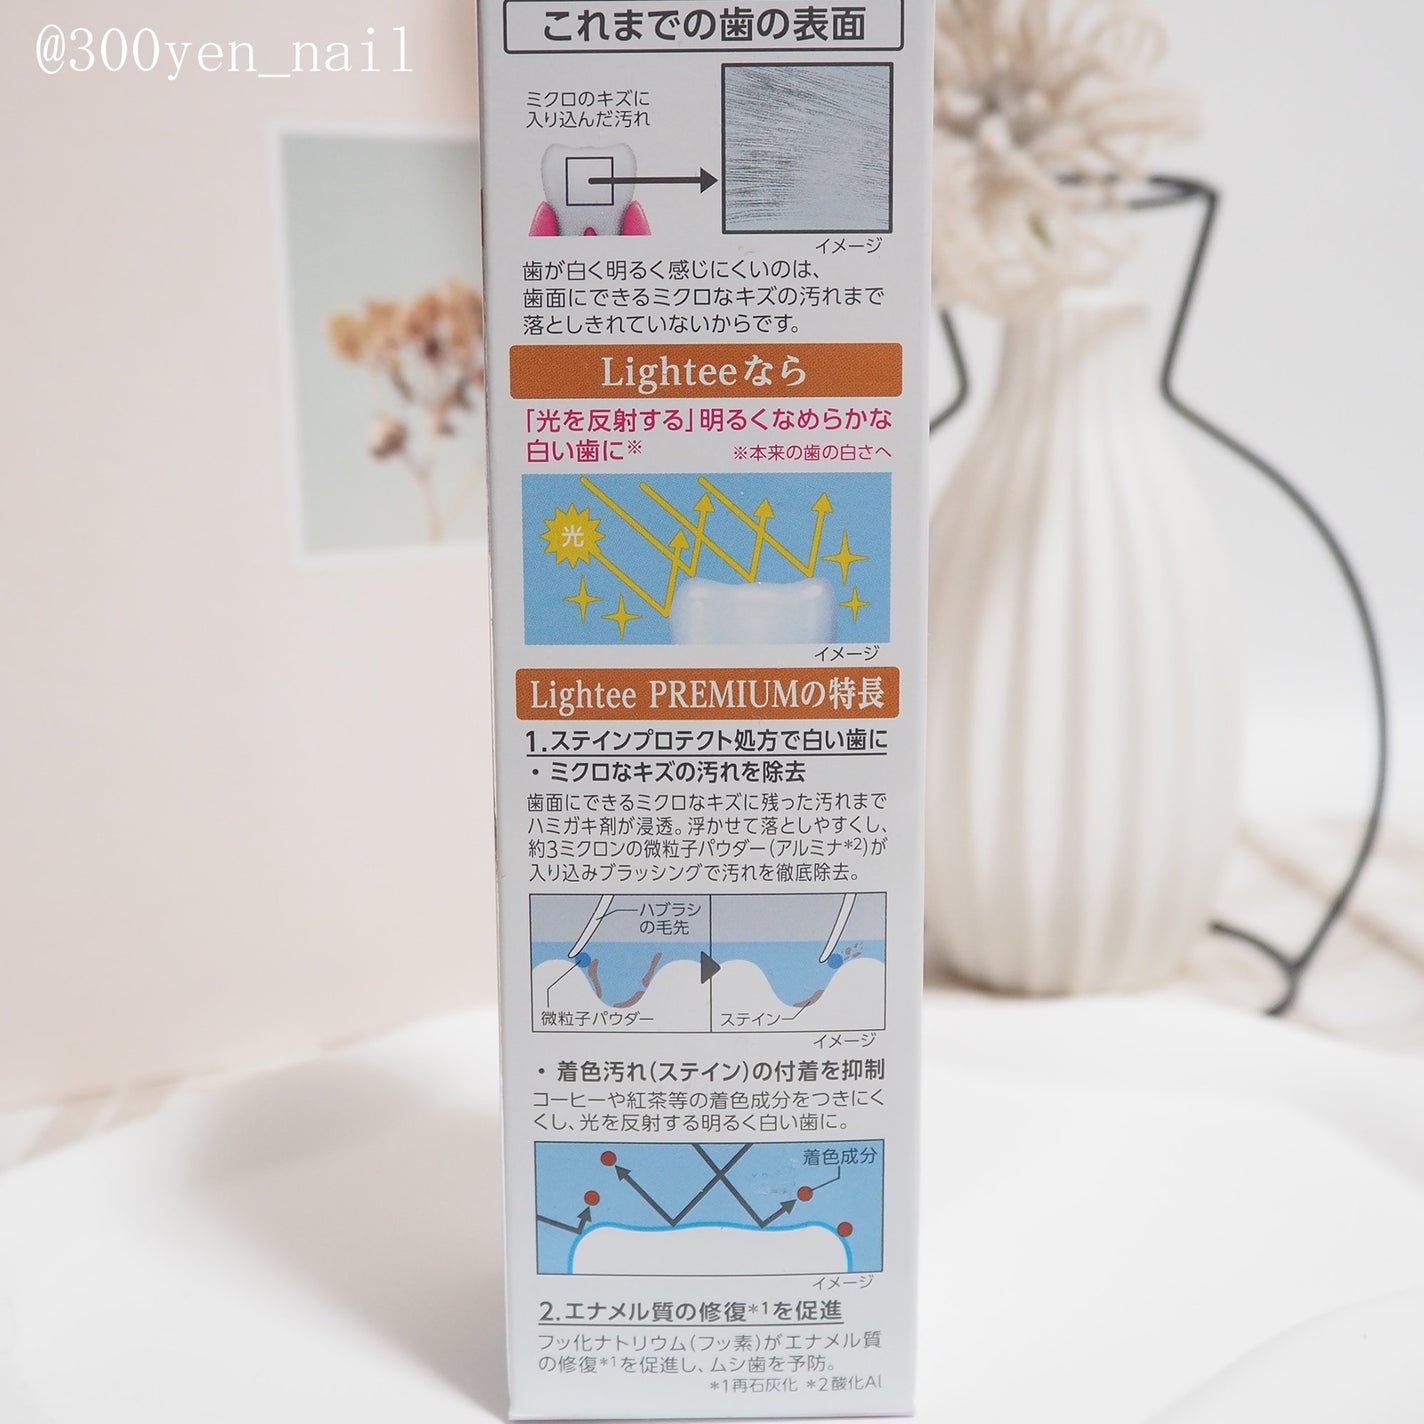 @300yen_nail
これまでの歯の表面
ミクロのキズに
入り込んだ汚れ
イメージ
歯が白く明るく感じにくいのは、
歯面にできるミクロなキズの汚れまで
落としきれていないからです。
Lighteeなら
「光を反射する」明るくなめらかな
白い歯に※
※本来の歯の白さへ
光
イメージ
Lightee PREMIUMの特長
1.ステインプロテクト処方で白い歯に
・ミクロなキズの汚れを除去
歯面にできるミクロなキズに残った汚れまで
ハミガキ剤が浸透。浮かせて落としやすくし、
約3ミクロンの微粒子パウダー(アルミナ*2)が
入り込みブラッシングで汚れを徹底除去。
ハブラシ
の毛先
微粒子パウダー
ステイン
イメージ
・着色汚れ(ステイン)の付着を抑制
コーヒーや紅茶等の着色成分をつきにく
くし、光を反射する明るく白い歯に。
着色成分
イメージ
2.エナメル質の修復*1を促進
フッ化ナトリウム(フッ素)がエナメル質
の修復*1を促進し、ムシ歯を予防。
*1再石灰化 *2酸化Al